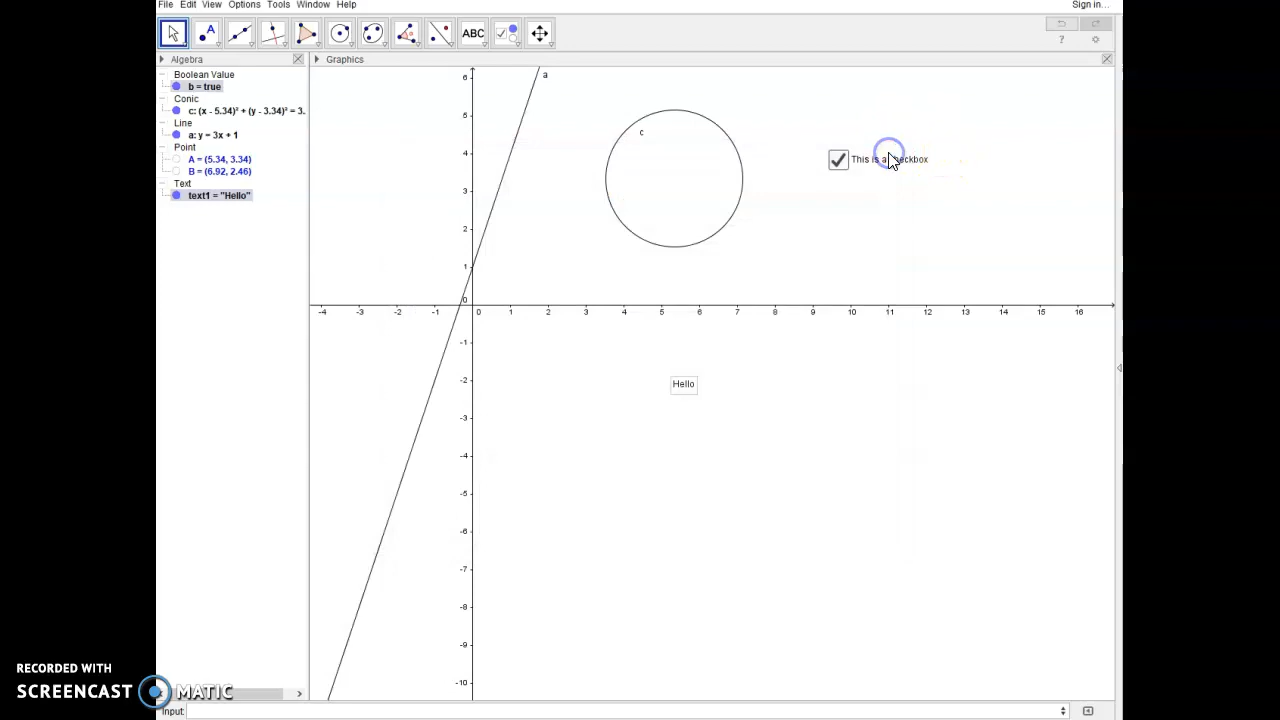 File Edit View Options Tools Window Help Sign in...
ABC
?
Algebra
Graphics
Boolean Value
b = true
Conic
c: (x - 5.34)² + (y - 3.34)² = 3.
Line
a: y = 3x + 1
Point
A = (5.34, 3.34)
B = (6.92, 2.46)
Text
text1 = "Hello"
a
c
This is a checkbox
6
5
4
3
2
1
0
-4 -3 -2 -1 0 1 2 3 4 5 6 7 8 9 10 11 12 13 14 15 16
-1
-2
Hello
-3
-4
-5
-6
-7
-8
-9
-10
Input:
RECORDED WITH
SCREENCAST MATIC